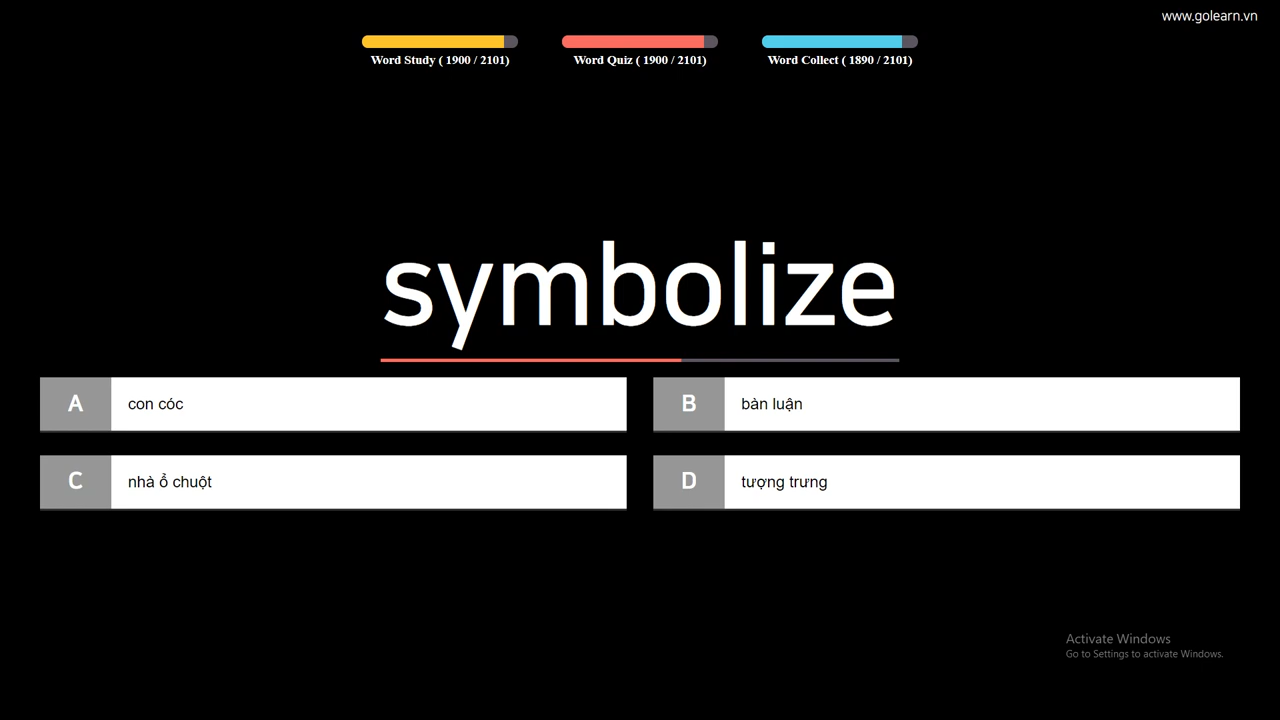 www.golearn.vn
Word Study ( 1900 / 2101)
Word Quiz ( 1900 / 2101)
Word Collect ( 1890 / 2101)
symbolize
A con cóc
B bàn luận
C nhà ổ chuột
D tượng trưng
Activate Windows
Go to Settings to activate Windows.